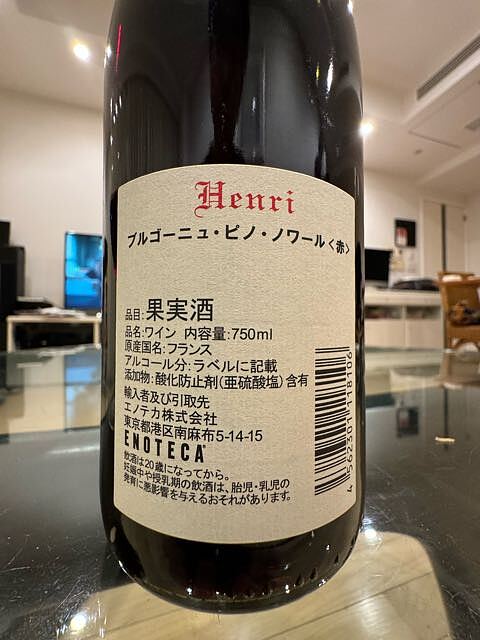 Henri
ブルゴーニュ・ピノ・ノワール〈赤〉
品目:果実酒
品名:ワイン 内容量:750ml
原産国名:フランス
アルコール分:ラベルに記載
添加物:酸化防止剤(亜硫酸塩)含有
輸入者及び引取先
エノテカ株式会社
東京都港区南麻布5-14-15
ENOTECA
飲酒は20歳になってから。
妊娠中や授乳期の飲酒は、胎児・乳児の
発育に悪影響を与えるおそれがあります。
4562301118106